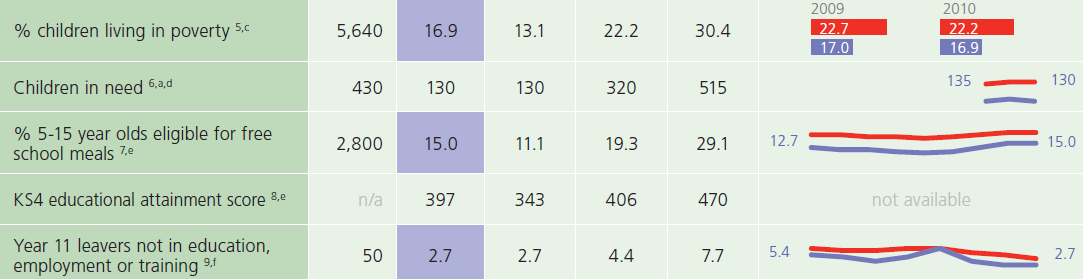 2009 2010
% children living in poverty 5,c 5,640 16.9 13.1 22.2 30.4 22.7 22.2
17.0 16.9
Children in need 6,a,d 430 130 130 320 515 135 130
% 5-15 year olds eligible for free
school meals 7,e 2,800 15.0 11.1 19.3 29.1 12.7 15.0
KS4 educational attainment score 8,e n/a 397 343 406 470 not available
Year 11 leavers not in education,
employment or training 9,f 50 2.7 2.7 4.4 7.7 5.4 2.7